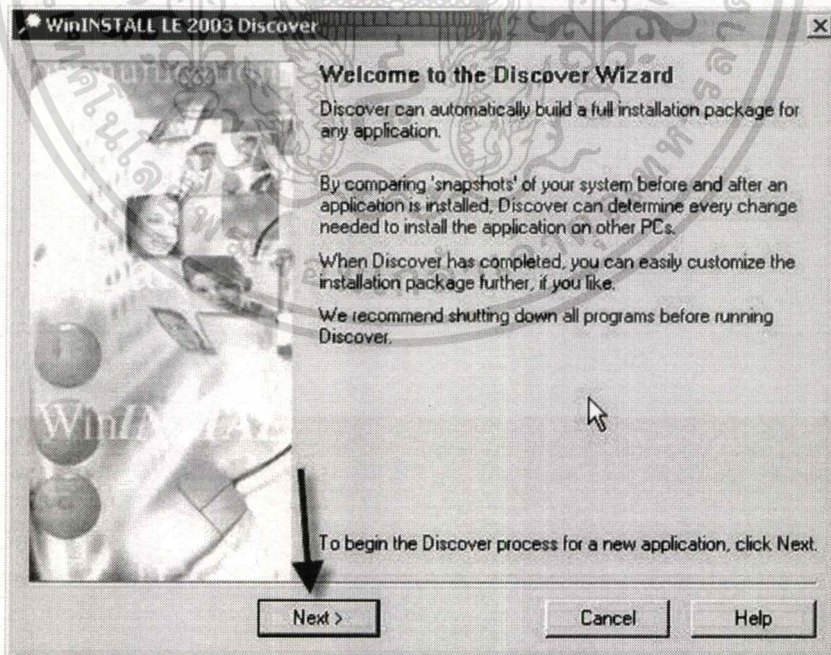 WinINSTALL LE 2003 Discover
Welcome to the Discover Wizard
Discover can automatically build a full installation package for
any application.
By comparing 'snapshots' of your system before and after an
application is installed, Discover can determine every change
needed to install the application on other PCs.
When Discover has completed, you can easily customize the
installation package further, if you like.
We recommend shutting down all programs before running
Discover.
To begin the Discover process for a new application, click Next.
Next >
Cancel
Help